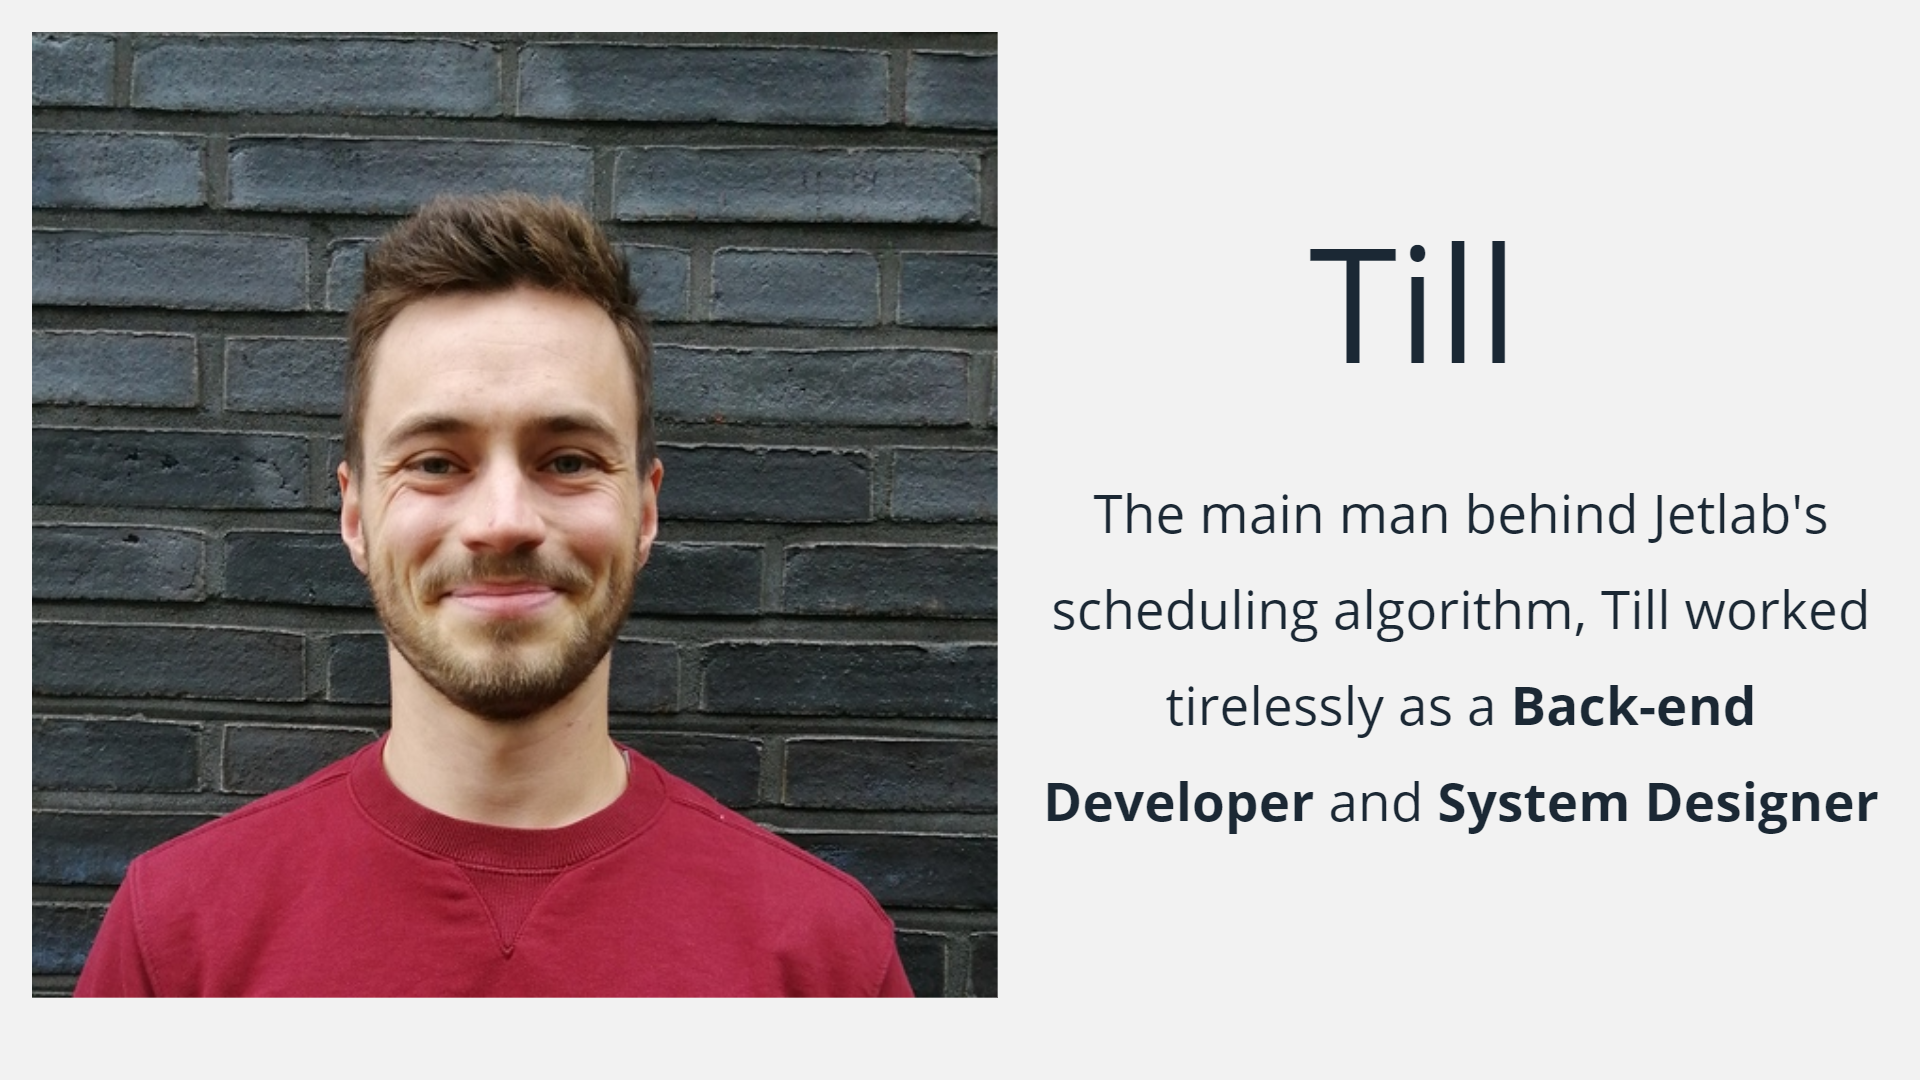 Till
The main man behind Jetlab's
scheduling algorithm, Till worked
tirelessly as a Back-end
Developer and System Designer